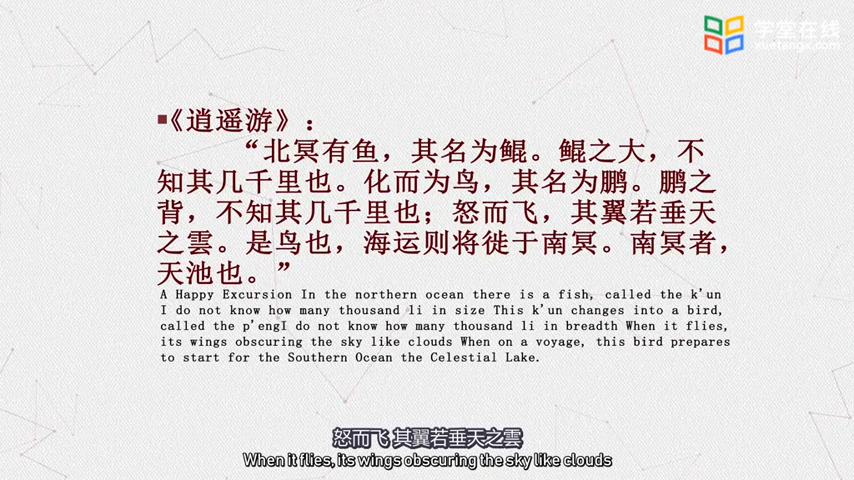 学堂在线
xuetangx.com
《逍遥游》：
“北冥有鱼，其名为鲲。鲲之大，不
知其几千里也。化而为鸟，其名为鹏。鹏之
背，不知其几千里也；怒而飞，其翼若垂天
之雲。是鸟也，海运则将徙于南冥。南冥者，
天池也。”
A Happy Excursion In the northern ocean there is a fish, called the k'un
I do not know how many thousand li in size This k'un changes into a bird,
called the p'engI do not know how many thousand li in breadth When it flies,
its wings obscuring the sky like clouds When on a voyage, this bird prepares
to start for the Southern Ocean the Celestial Lake.
怒而飞 其翼若垂天之雲
When it flies, its wings obscuring the sky like clouds